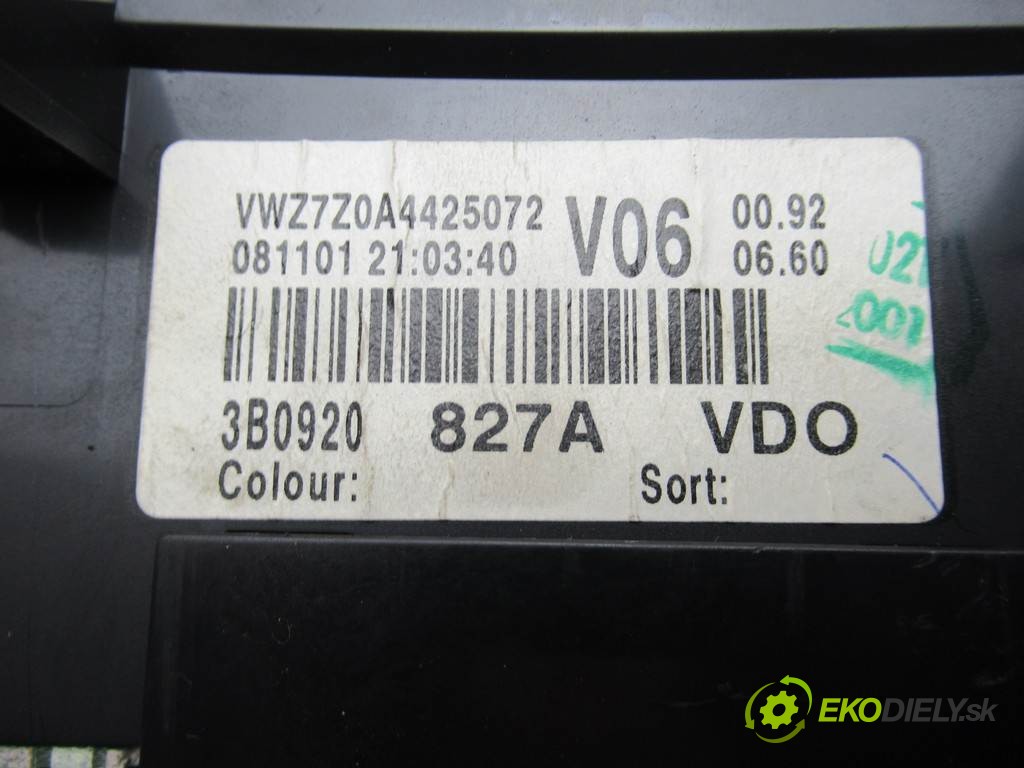 VWZ7Z0A4425072 V06 00.92
081101 21:03:40 06.60
3B0920 827A VDO
Colour: Sort:
EKODIELY.sk